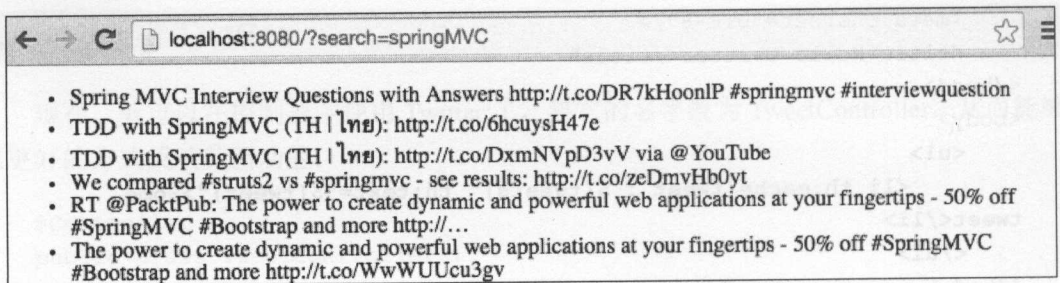 localhost:8080/?search=springMVC
• Spring MVC Interview Questions with Answers http://t.co/DR7kHoonlP #springmvc #interviewquestion
• TDD with SpringMVC (TH | ไทย): http://t.co/6hcuysH47e
• TDD with SpringMVC (TH | ไทย): http://t.co/DxmNVpD3vV via @YouTube
• We compared #struts2 vs #springmvc - see results: http://t.co/zeDmvHb0yt
• RT @PacktPub: The power to create dynamic and powerful web applications at your fingertips - 50% off
#SpringMVC #Bootstrap and more http://…
• The power to create dynamic and powerful web applications at your fingertips - 50% off #SpringMVC
#Bootstrap and more http://t.co/WwWUUcu3gv